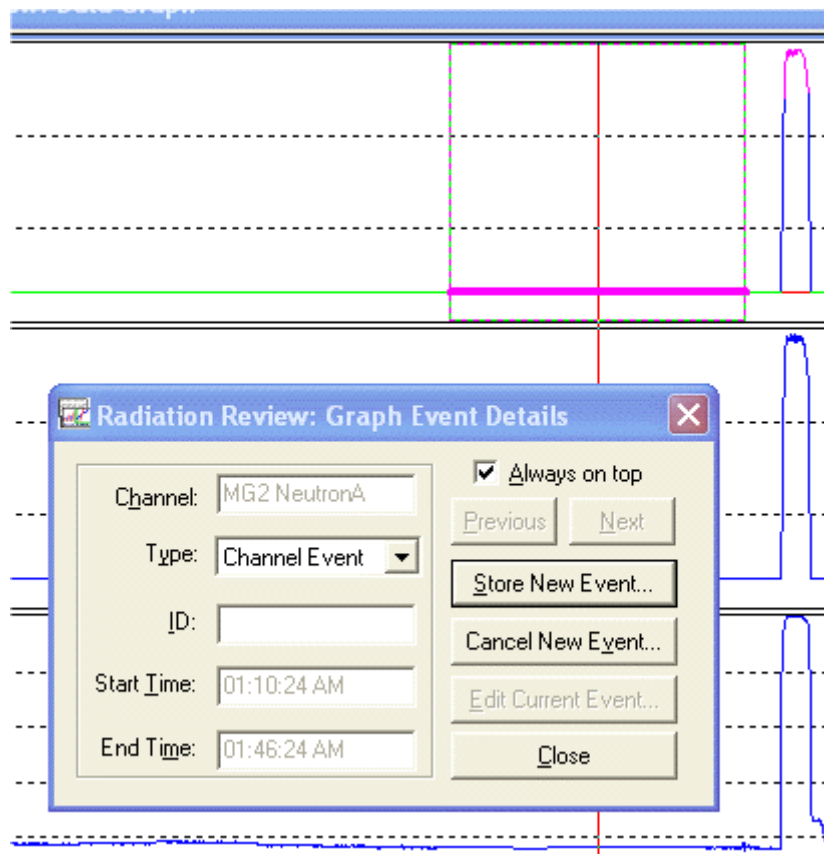 Data Graph
Radiation Review: Graph Event Details
Always on top
Channel: MG2 NeutronA
Previous Next
Type: Channel Event
Store New Event...
ID:
Cancel New Event...
Start Time: 01:10:24 AM
Edit Current Event...
End Time: 01:46:24 AM
Close